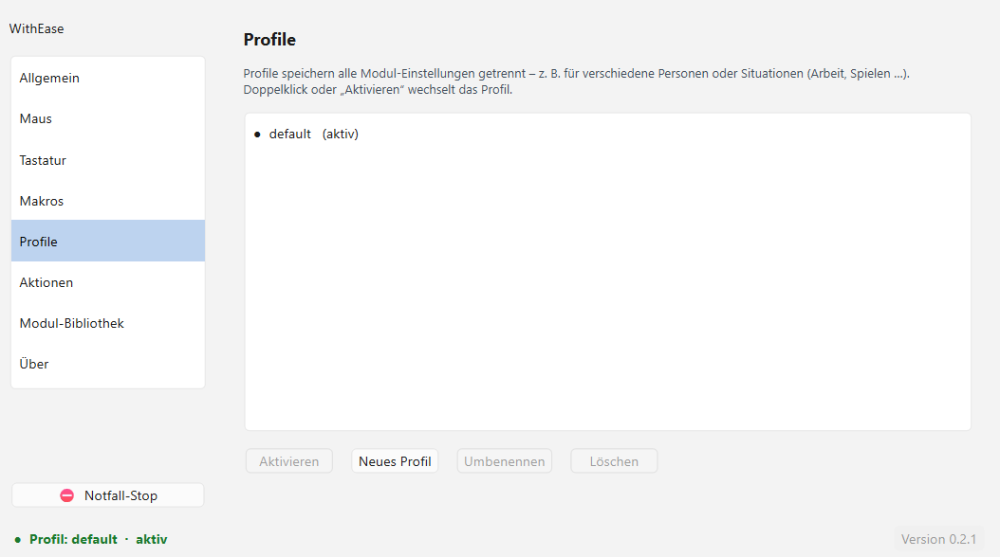 WithEase
Allgemein
Maus
Tastatur
Makros
Profile
Aktionen
Modul-Bibliothek
Über
Notfall-Stop
● Profil: default · aktiv
Profile
Profile speichern alle Modul-Einstellungen getrennt – z. B. für verschiedene Personen oder Situationen (Arbeit, Spielen …).
Doppelklick oder „Aktivieren“ wechselt das Profil.
● default (aktiv)
Aktivieren
Neues Profil
Umbenennen
Löschen
Version 0.2.1